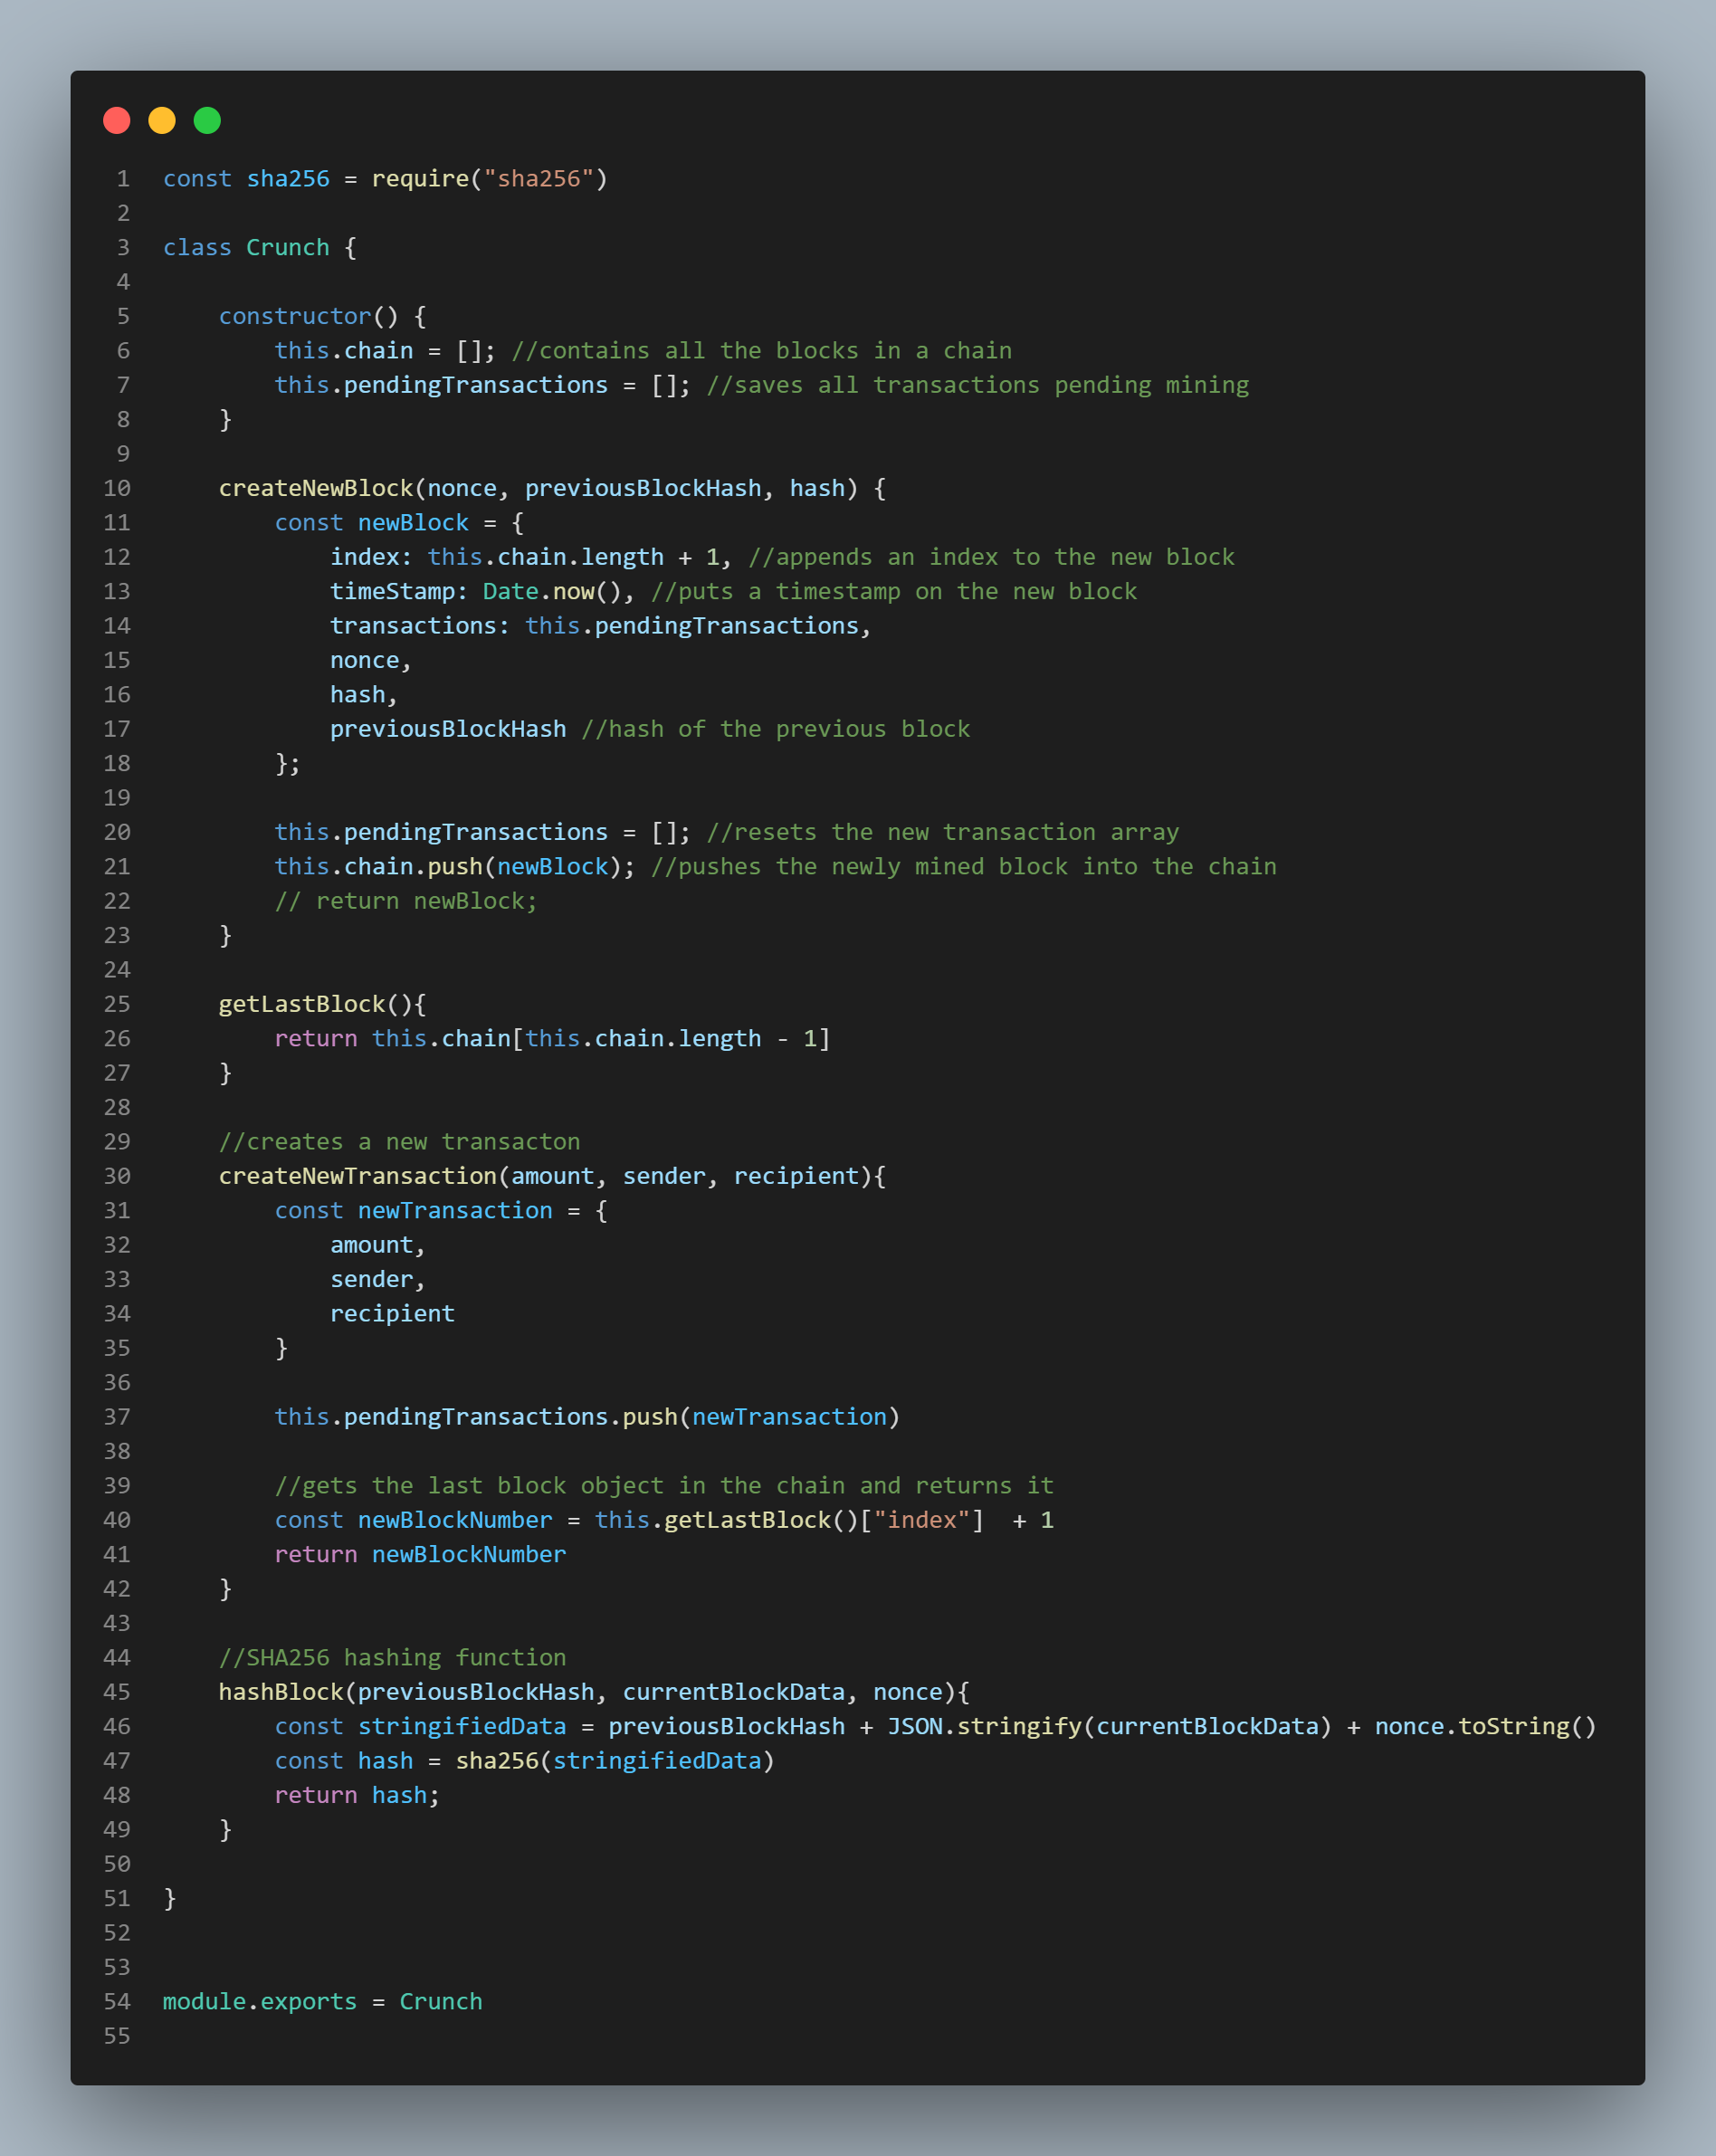 1 const sha256 = require("sha256")
2
3 class Crunch {
4
5     constructor() {
6         this.chain = []; //contains all the blocks in a chain
7         this.pendingTransactions = []; //saves all transactions pending mining
8     }
9
10     createNewBlock(nonce, previousBlockHash, hash) {
11         const newBlock = {
12             index: this.chain.length + 1, //appends an index to the new block
13             timeStamp: Date.now(), //puts a timestamp on the new block
14             transactions: this.pendingTransactions,
15             nonce,
16             hash,
17             previousBlockHash //hash of the previous block
18         };
19
20         this.pendingTransactions = []; //resets the new transaction array
21         this.chain.push(newBlock); //pushes the newly mined block into the chain
22         // return newBlock;
23     }
24
25     getLastBlock(){
26         return this.chain[this.chain.length - 1]
27     }
28
29     //creates a new transacton
30     createNewTransaction(amount, sender, recipient){
31         const newTransaction = {
32             amount,
33             sender,
34             recipient
35         }
36
37         this.pendingTransactions.push(newTransaction)
38
39         //gets the last block object in the chain and returns it
40         const newBlockNumber = this.getLastBlock()["index"]  + 1
41         return newBlockNumber
42     }
43
44     //SHA256 hashing function
45     hashBlock(previousBlockHash, currentBlockData, nonce){
46         const stringifiedData = previousBlockHash + JSON.stringify(currentBlockData) + nonce.toString()
47         const hash = sha256(stringifiedData)
48         return hash;
49     }
50
51 }
52
53
54 module.exports = Crunch
55